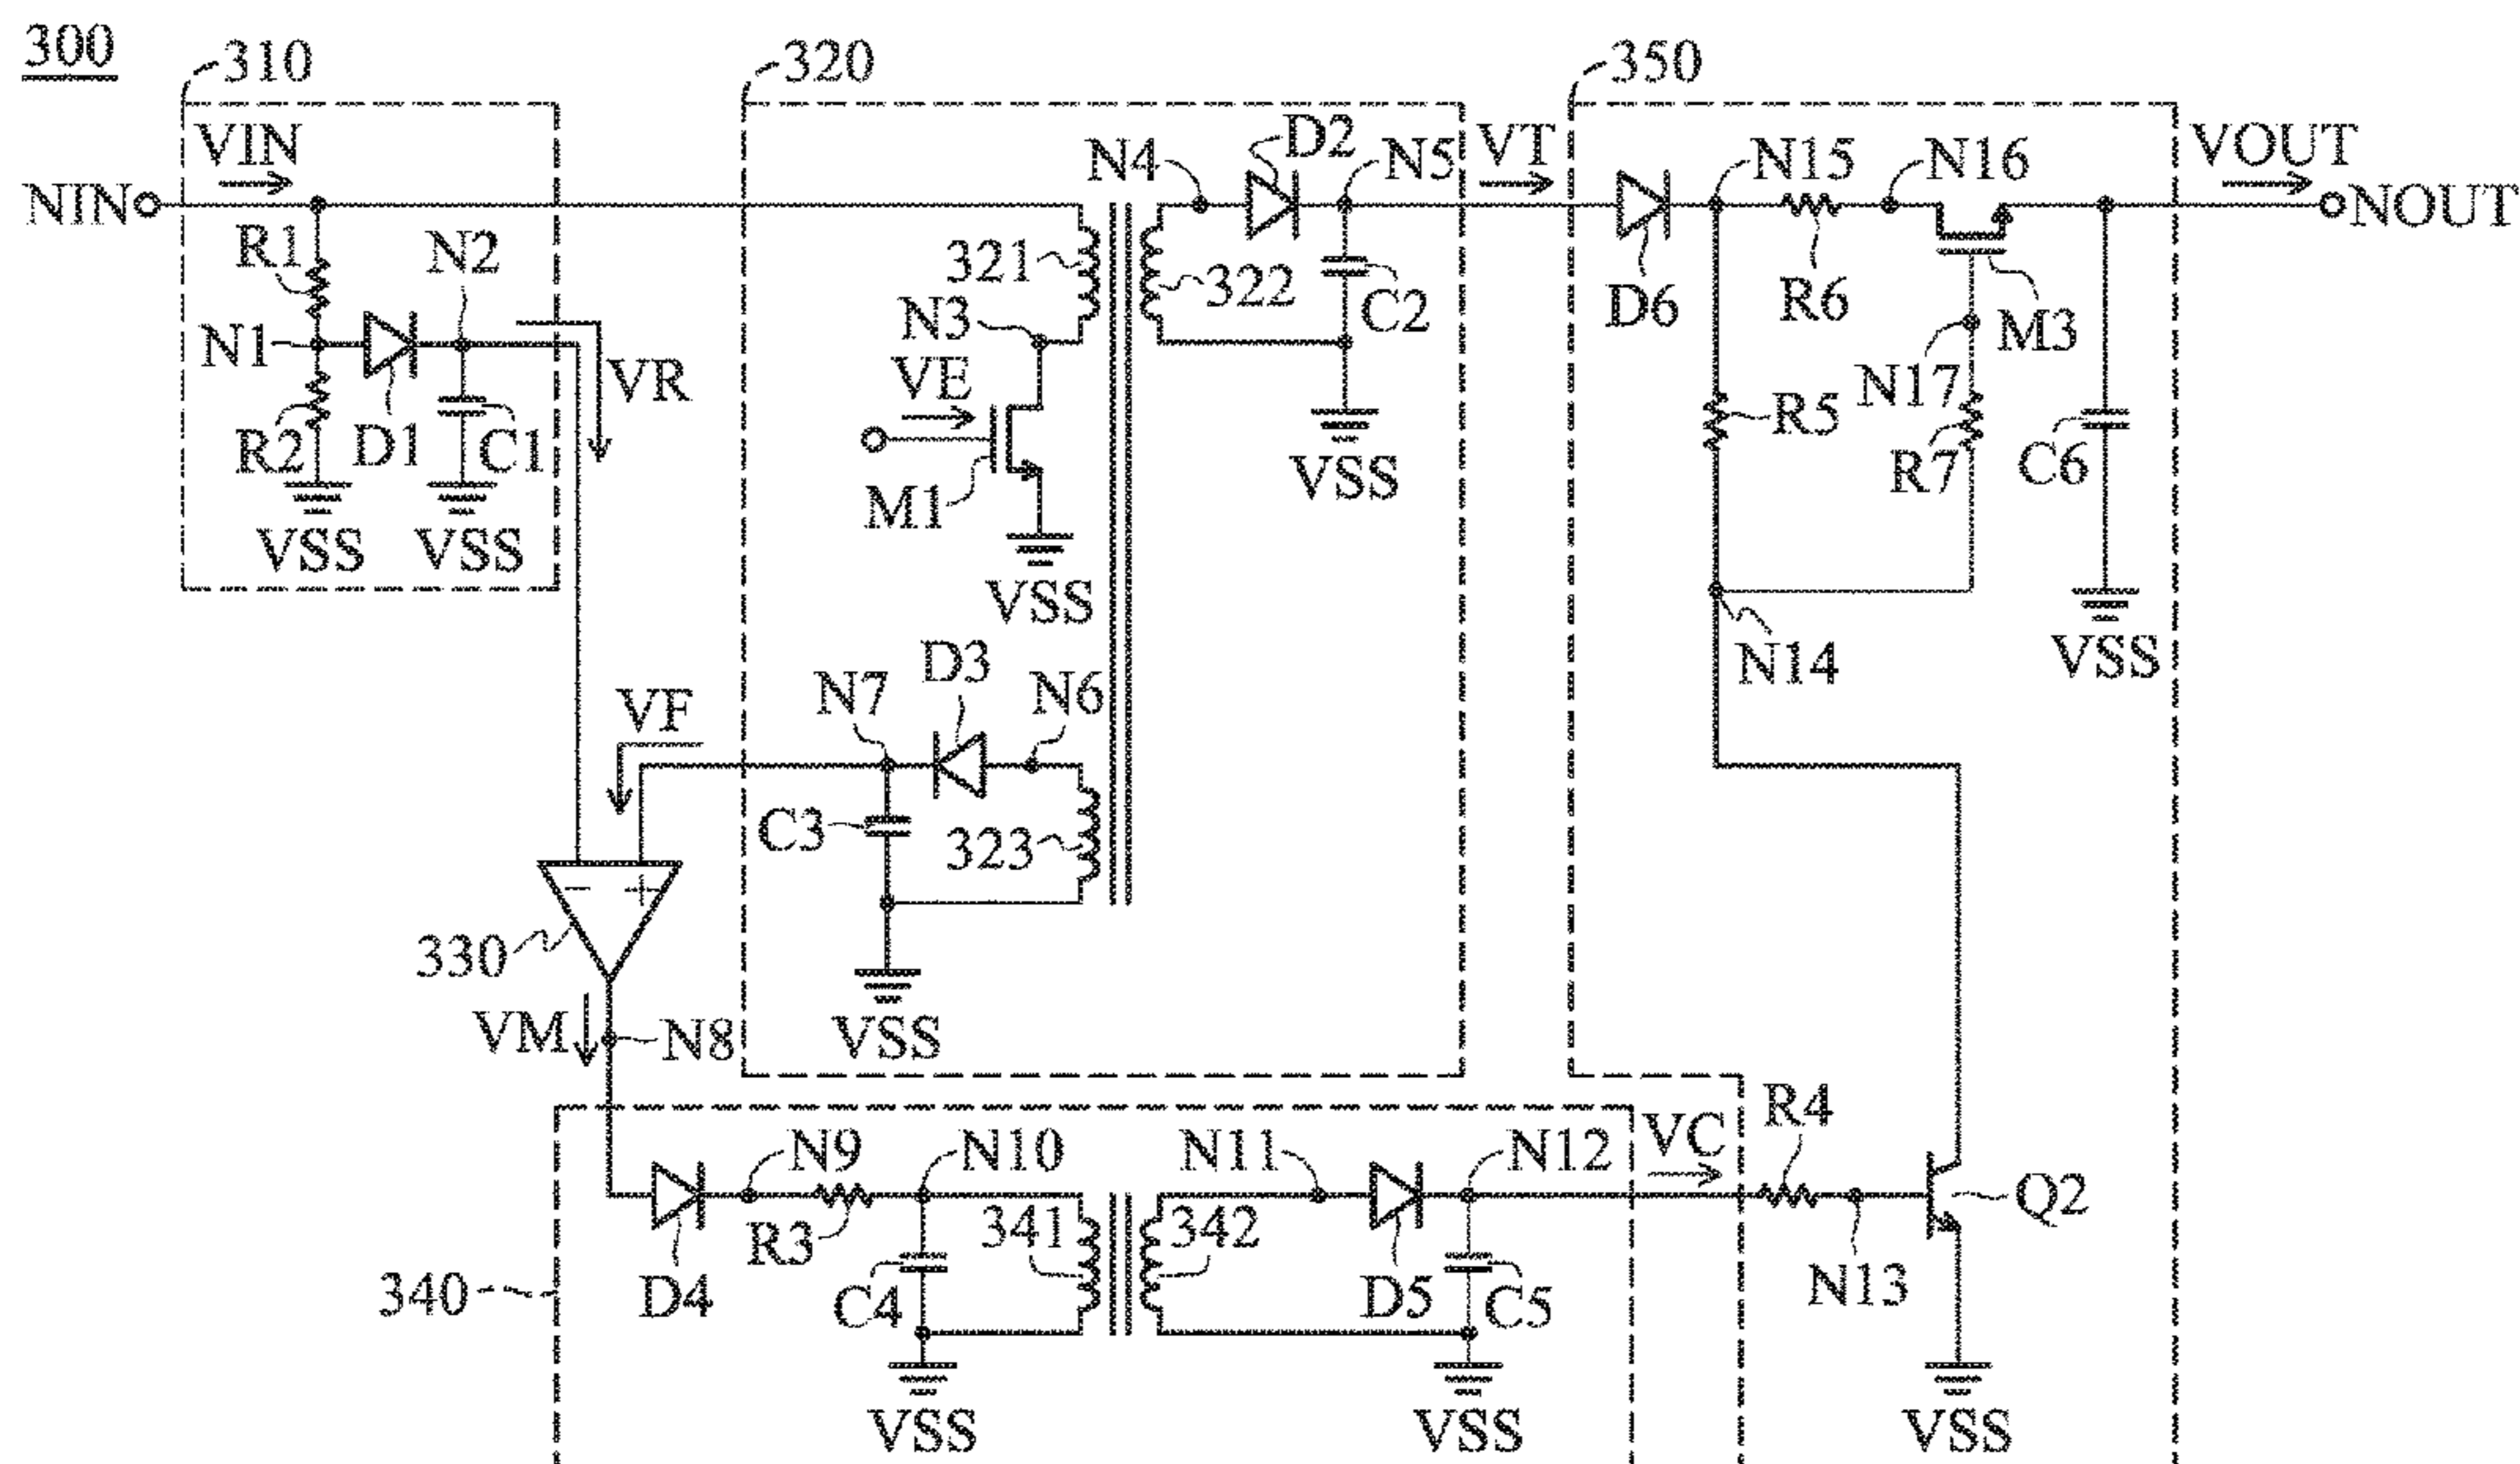 300
310
320
350
VIN
D2
N4
N5
VT
N15
N16
VOUT
NIN
NOUT
R1
N2
321
322
C2
D6
R6
M3
N3
N1
VR
VE
N17
R5
R2
D1
C1
R7
C6
M1
VSS
VSS
VSS
VSS
VSS
N14
D3
N7
N6
VF
C3
323
−
+
330
VM
N8
VSS
R4
VC
N9
N10
N11
N12
Q2
R3
341
342
N13
340
D4
C4
D5
C5
VSS
VSS
VSS